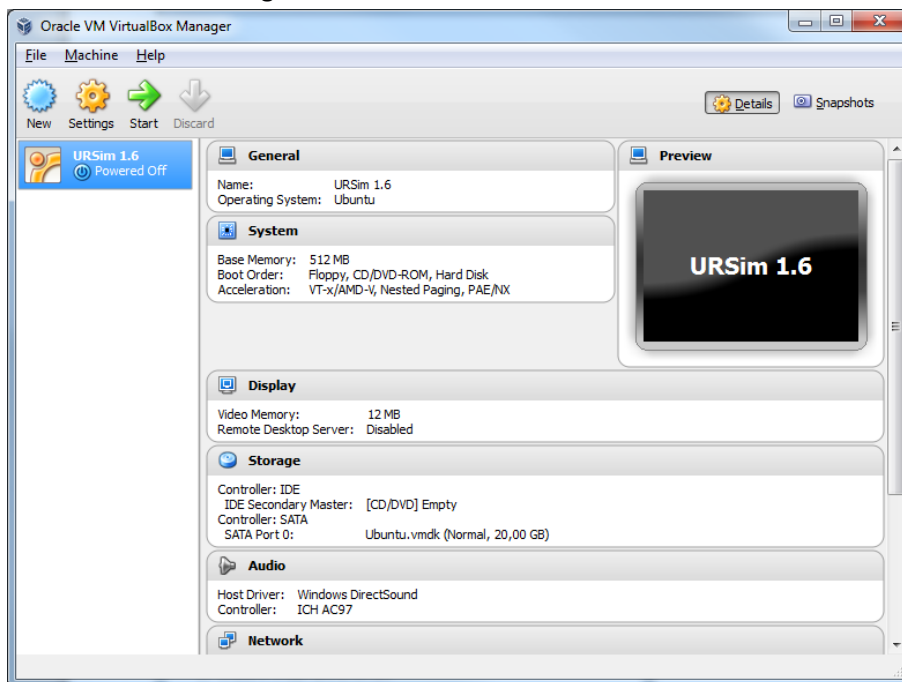 Oracle VM VirtualBox Manager
File Machine Help
New Settings Start Discard
Details Snapshots
URSim 1.6
Powered Off
General
Name: URSim 1.6
Operating System: Ubuntu
System
Base Memory: 512 MB
Boot Order: Floppy, CD/DVD-ROM, Hard Disk
Acceleration: VT-x/AMD-V, Nested Paging, PAE/NX
Preview
URSim 1.6
Display
Video Memory: 12 MB
Remote Desktop Server: Disabled
Storage
Controller: IDE
IDE Secondary Master: [CD/DVD] Empty
Controller: SATA
SATA Port 0: Ubuntu.vmdk (Normal, 20,00 GB)
Audio
Host Driver: Windows DirectSound
Controller: ICH AC97
Network